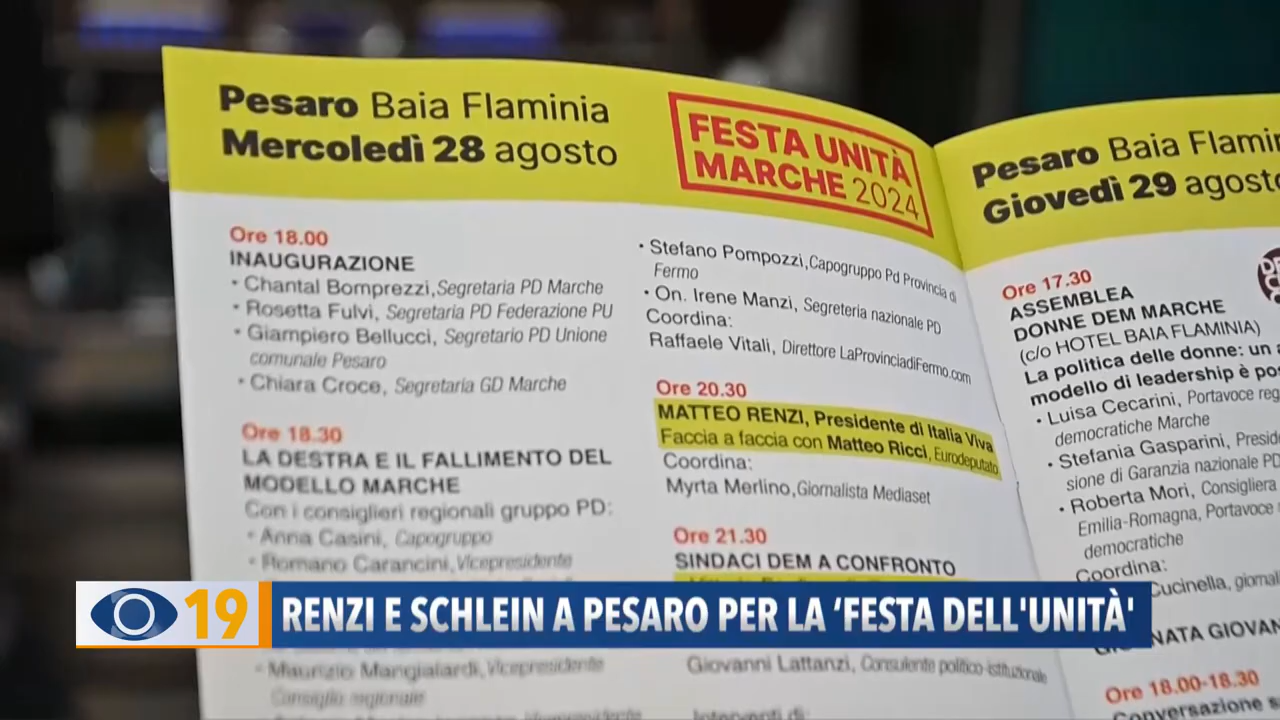 Pesaro Baia Flaminia
Mercoledì 28 agosto
FESTA UNITÀ
MARCHE 2024
Ore 18.00
INAUGURAZIONE
• Chantal Bomprezzi, Segretaria PD Marche
• Rosetta Fulvi, Segretaria PD Federazione PU
• Giampiero Bellucci, Segretario PD Unione
comunale Pesaro
• Chiara Croce, Segretaria GD Marche
Ore 18.30
LA DESTRA E IL FALLIMENTO DEL
MODELLO MARCHE
Con i consiglieri regionali gruppo PD:
• Anna Casini, Capogruppo
• Romano Carancini, Vicepresidente
• Maurizio Mangialardi, Vicepresidente
Consiglio regionale
• Stefano Pompozzi, Capogruppo Pd Provincia di
Fermo
• On. Irene Manzi, Segreteria nazionale PD
Coordina:
Raffaele Vitali, Direttore LaProvinciadiFermo.com
Ore 20.30
MATTEO RENZI, Presidente di Italia Viva
Faccia a faccia con Matteo Ricci, Eurodeputato
Coordina:
Myrta Merlino, Giornalista Mediaset
Ore 21.30
SINDACI DEM A CONFRONTO
Giovanni Lattanzi, Consulente politico-istituzionale
Interventi di:
Pesaro Baia Flamin
Giovedì 29 agosto
Ore 17.30
ASSEMBLEA
DONNE DEM MARCHE
(c/o HOTEL BAIA FLAMINIA)
La politica delle donne: un a
modello di leadership è pos
• Luisa Cecarini, Portavoce reg
democratiche Marche
• Stefania Gasparini, Presid
sione di Garanzia nazionale PD
• Roberta Mori, Consigliera
Emilia-Romagna, Portavoce
democratiche
Coordina:
Cucinella, giornali
NATA GIOVAN
Ore 18.00-18.30
Conversazione s
19 RENZI E SCHLEIN A PESARO PER LA ‘FESTA DELL'UNITÀ'